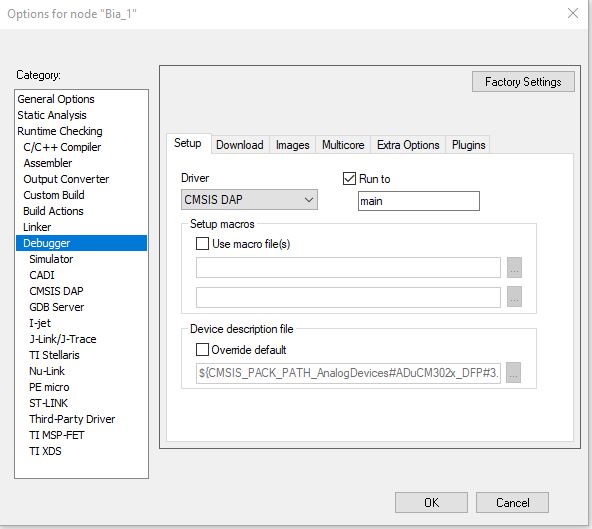 Options for node "Bia_1"
Category:
General Options
Static Analysis
Runtime Checking
C/C++ Compiler
Assembler
Output Converter
Custom Build
Build Actions
Linker
Debugger
Simulator
CADI
CMSIS DAP
GDB Server
I-jet
J-Link/J-Trace
TI Stellaris
Nu-Link
PE micro
ST-LINK
Third-Party Driver
TI MSP-FET
TI XDS
Factory Settings
Setup Download Images Multicore Extra Options Plugins
Driver
CMSIS DAP
Run to
main
Setup macros
Use macro file(s)
...
...
Device description file
Override default
${CMSIS_PACK_PATH_AnalogDevices#ADuCM302x_DFP#3.
...
OK Cancel